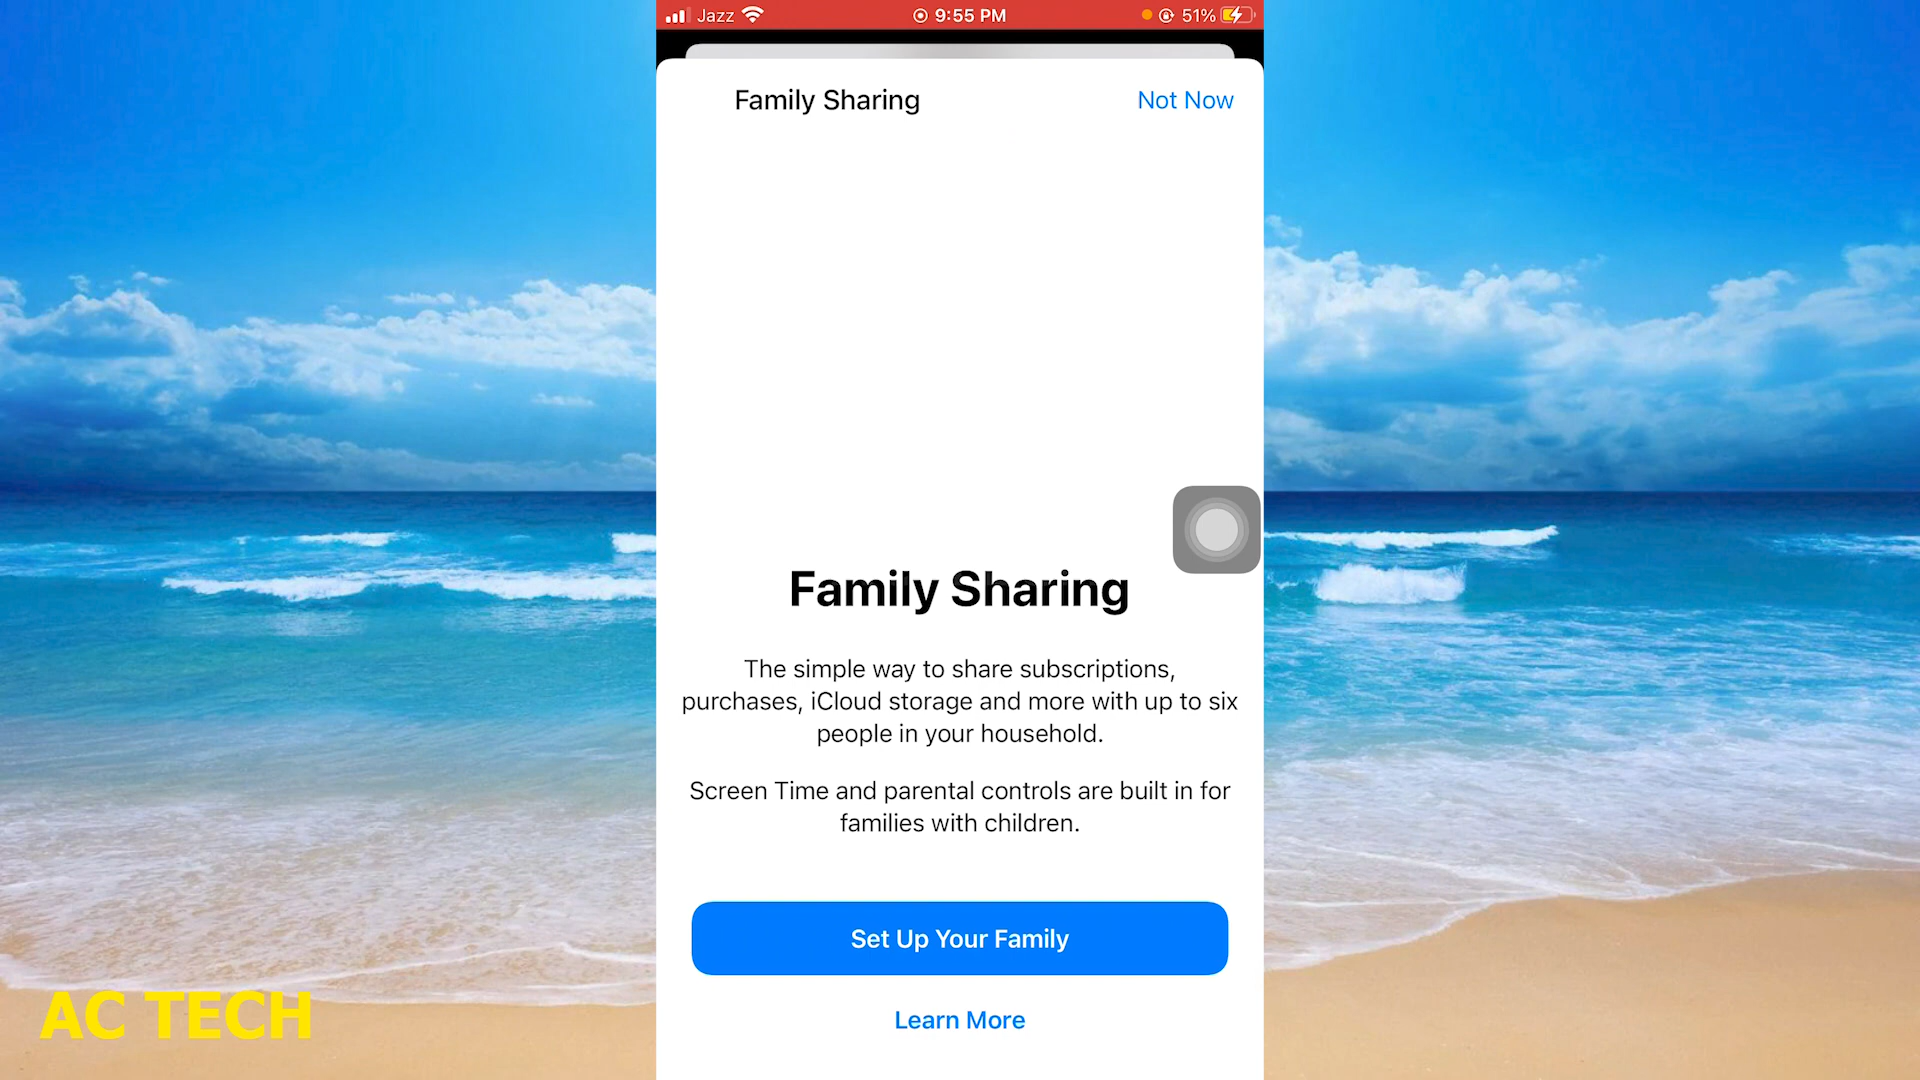 Jazz 9:55 PM 51%
Family Sharing Not Now
Family Sharing
The simple way to share subscriptions,
purchases, iCloud storage and more with up to six
people in your household.
Screen Time and parental controls are built in for
families with children.
Set Up Your Family
Learn More
AC TECH